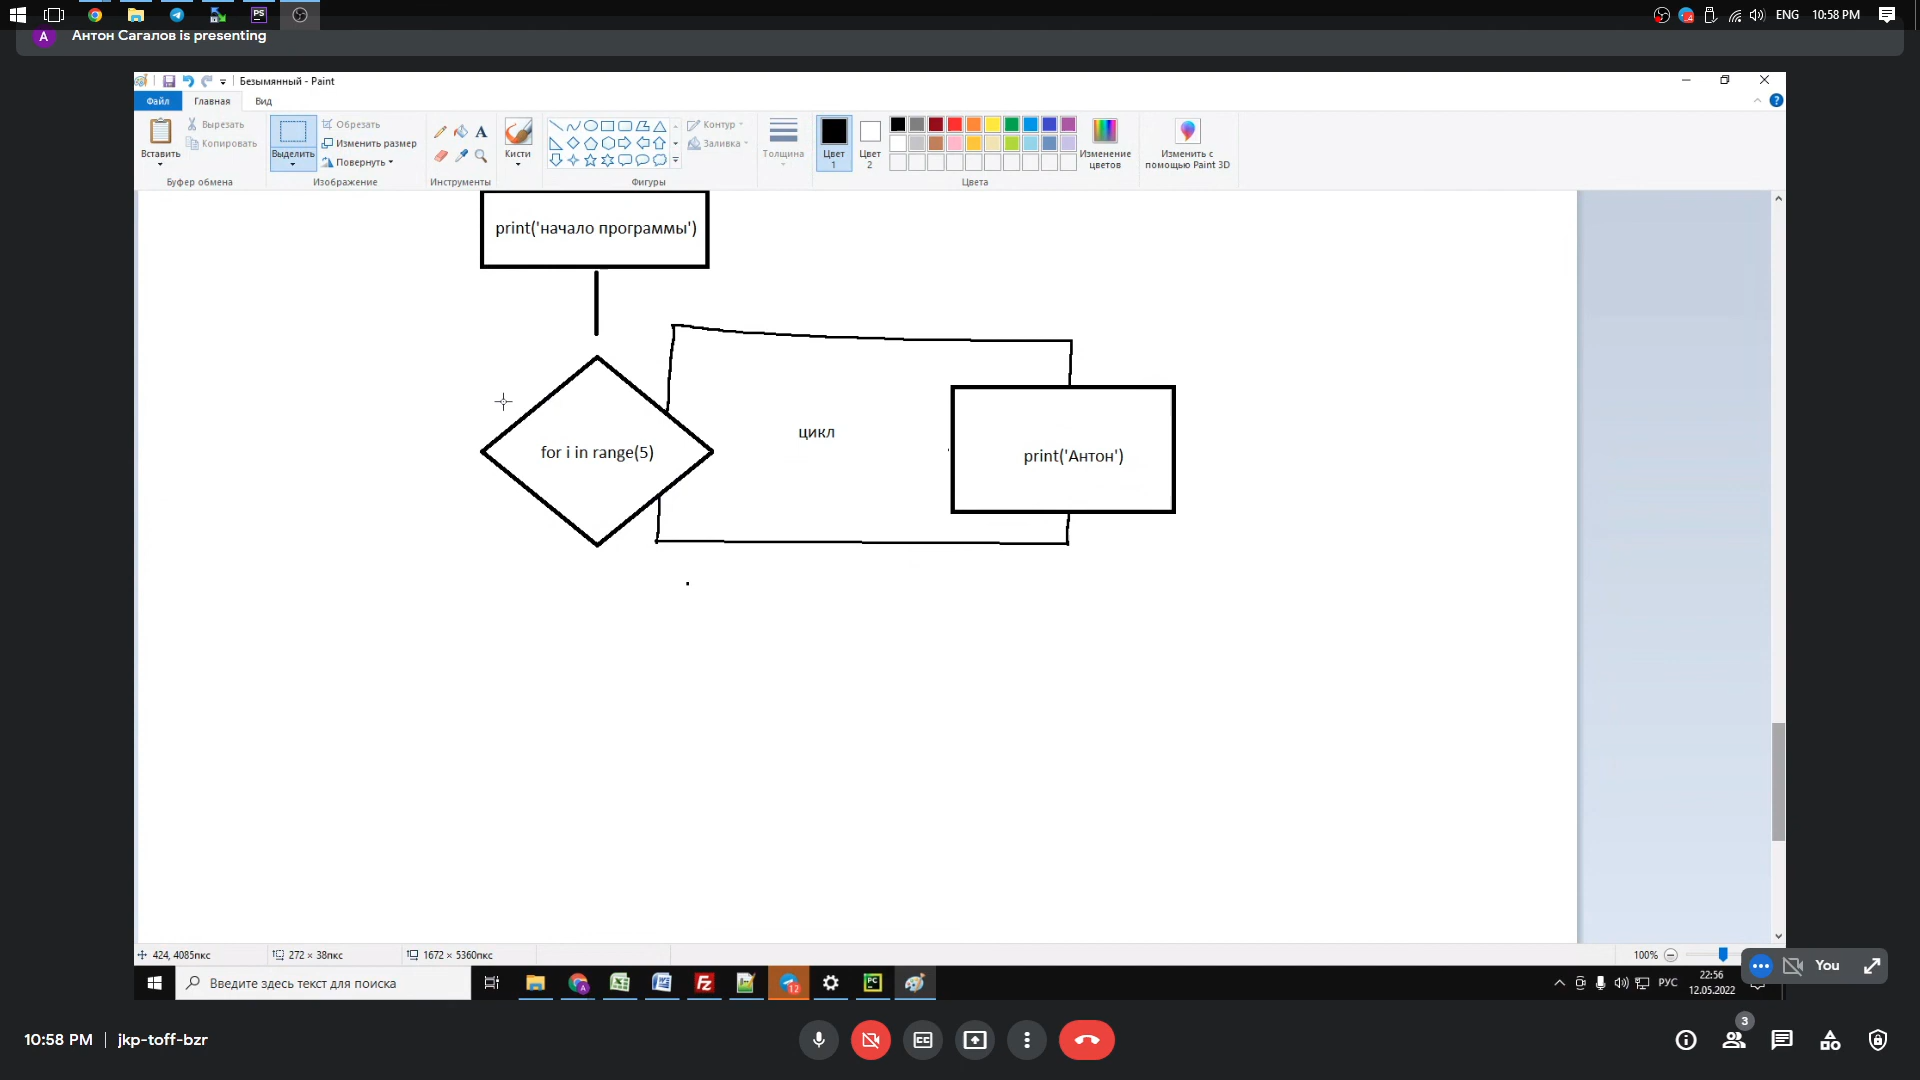 ENG 10:58 PM
A Антон Сагалов is presenting
Безымянный - Paint
Файл Главная Вид
Вставить
Вырезать
Копировать
Буфер обмена
Выделить
Обрезать
Изменить размер
Повернуть
Изображение
Инструменты
Кисти
Фигуры
Контур
Заливка
Толщина
Цвет 1
Цвет 2
Цвета
Изменение цветов
Изменить с помощью Paint 3D
print('начало программы')
цикл
for i in range(5)
print('Антон')
424, 4085пкс 272 × 38пкс 1672 × 5360пкс 100%
You
Введите здесь текст для поиска
РУС 22:56
12.05.2022
10:58 PM | jkp-toff-bzr
3